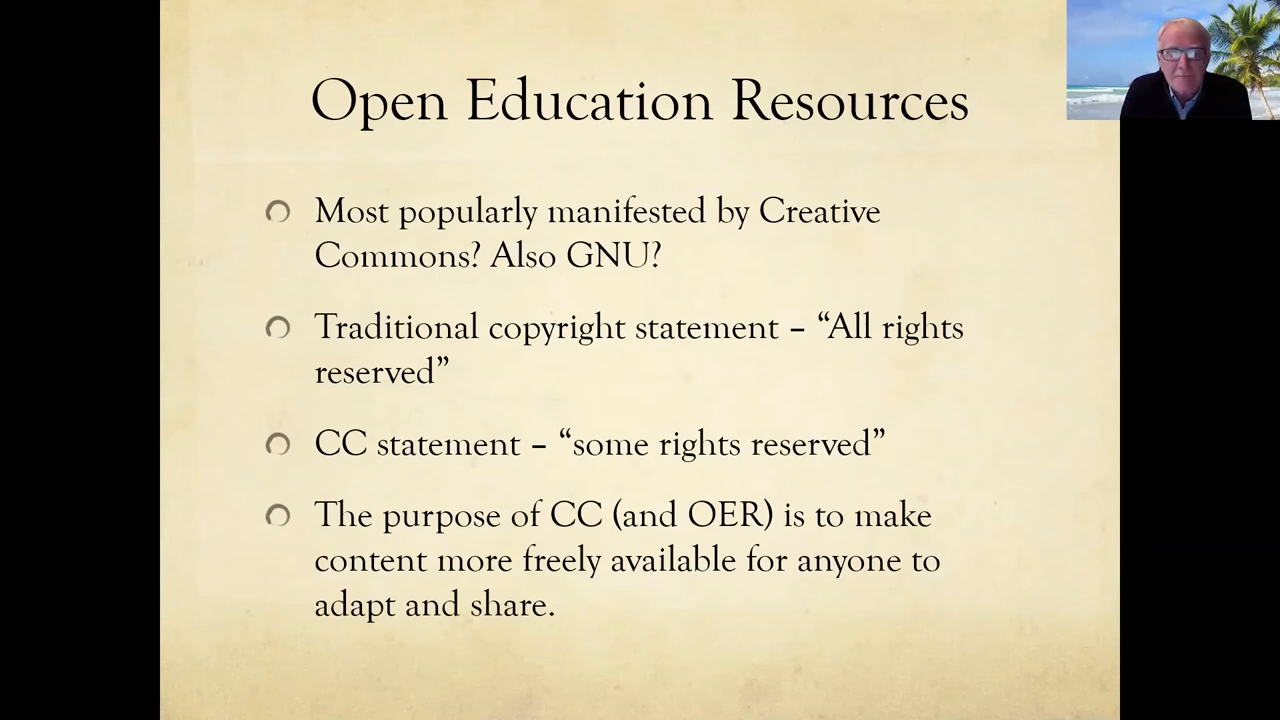 Open Education Resources
Most popularly manifested by Creative
Commons? Also GNU?
Traditional copyright statement – “All rights
reserved”
CC statement – “some rights reserved”
The purpose of CC (and OER) is to make
content more freely available for anyone to
adapt and share.